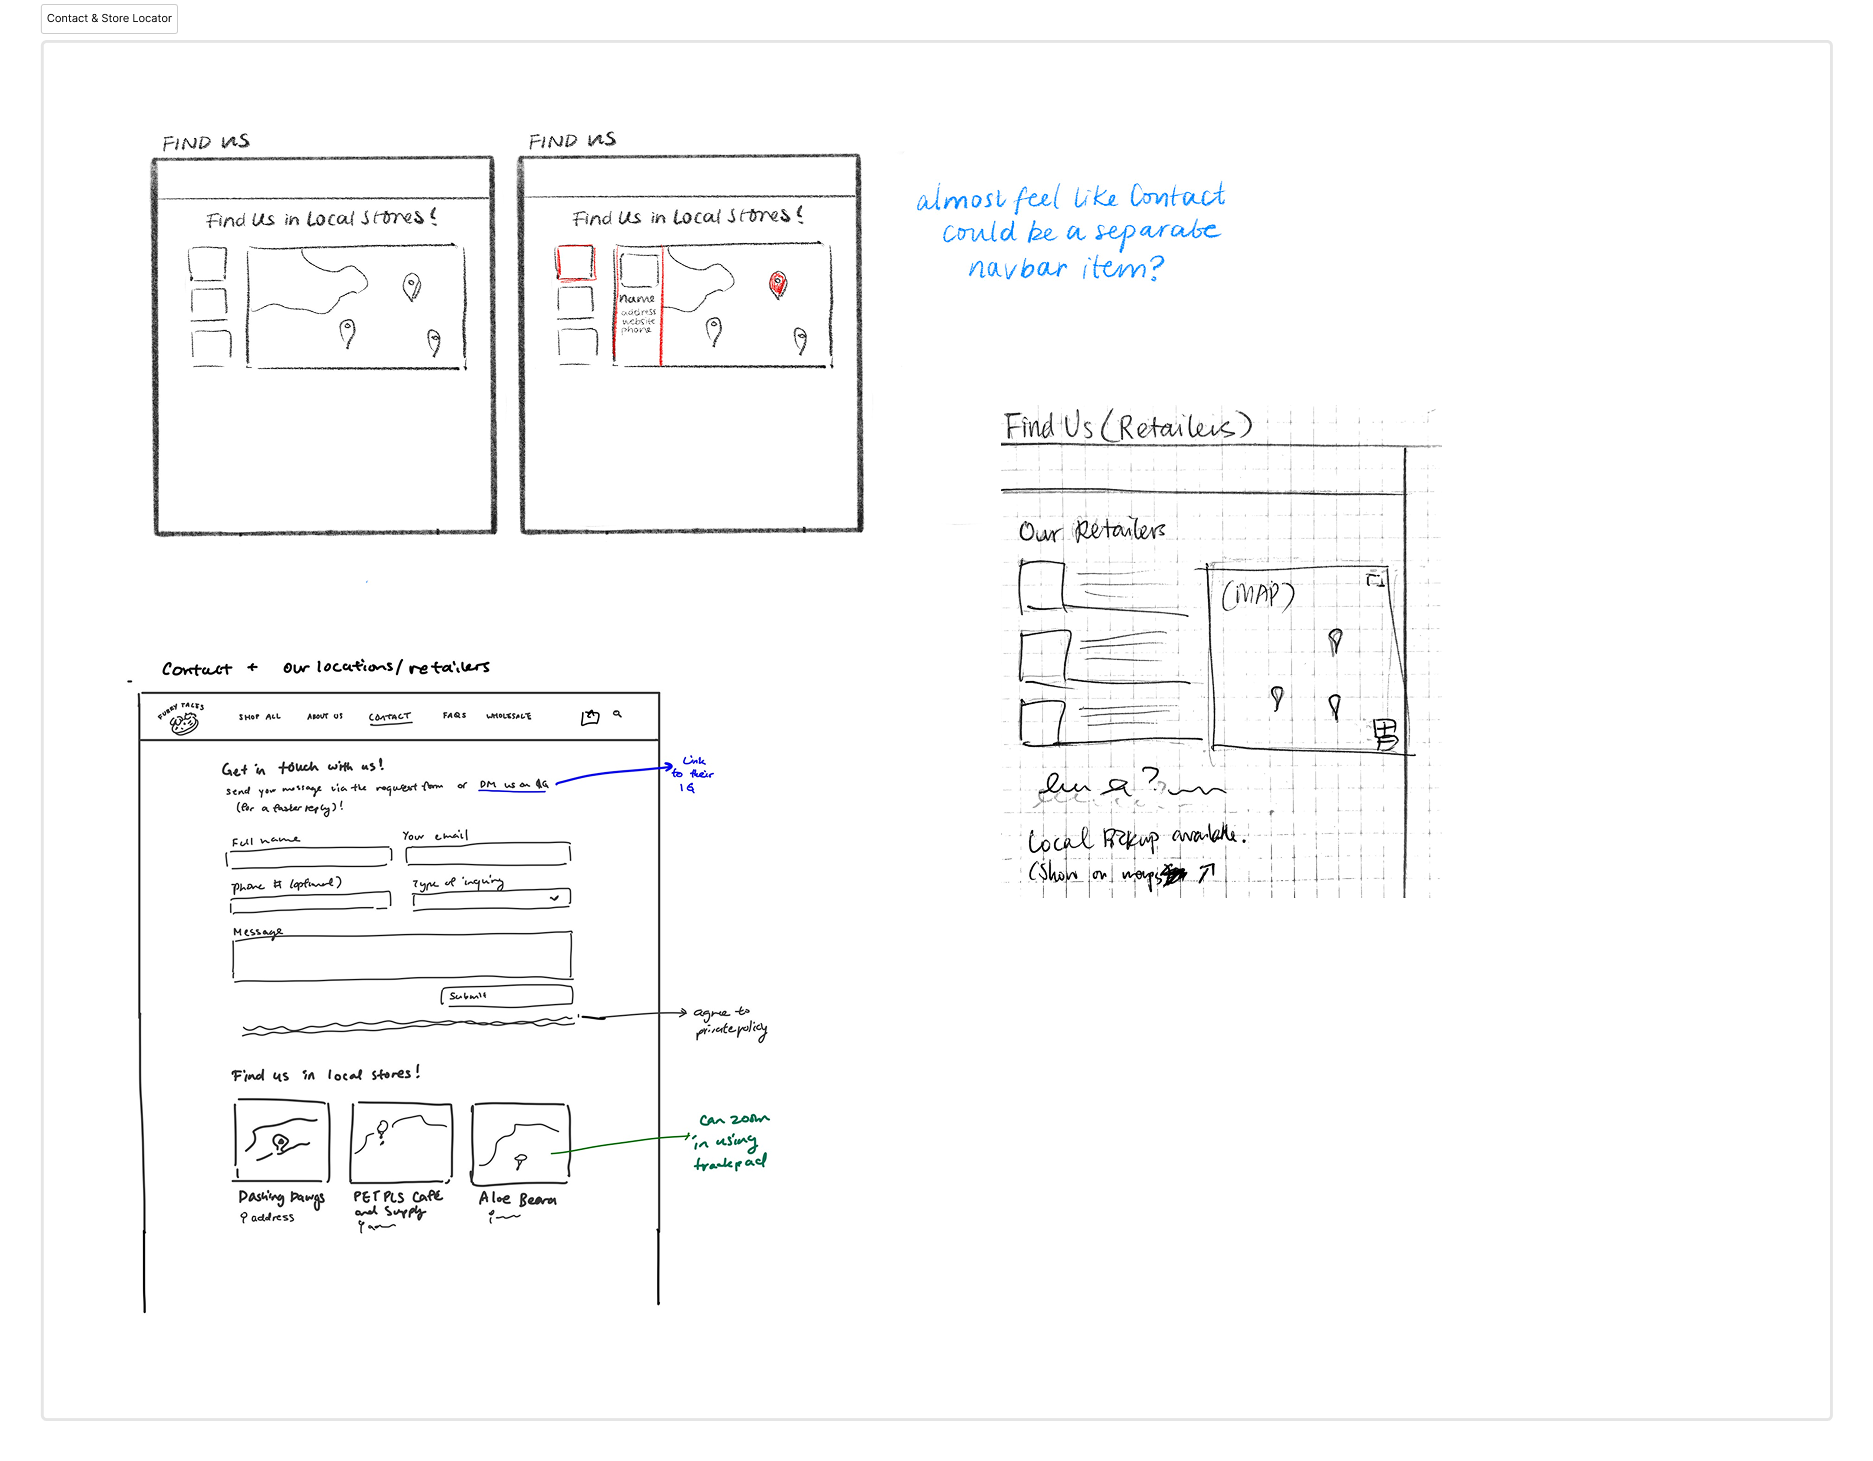 Contact & Store Locator
FIND US
Find Us in Local Stores!
FIND US
Find Us in Local Stores!
name
address
website
phone
almost feel like Contact
could be a separate
navbar item?
Find Us (Retailers)
Our Retailers
(MAP)
Local Pickup available.
(Show on maps
Contact + our locations/retailers
FURRY TALES
SHOP ALL
ABOUT US
CONTACT
FAQS
WHOLESALE
Get in touch with us!
send your message via the request form or DM us on IG
(for a faster reply)!
Link
to their
IG
Full name
Your email
phone # (optional)
Type of inquiry
Message
Submit
agree to
private policy
Find us in local stores!
Can zoom
in using
trackpad
Dashing Dawgs
address
PET PLS Café
and Supply
Aloe Beara